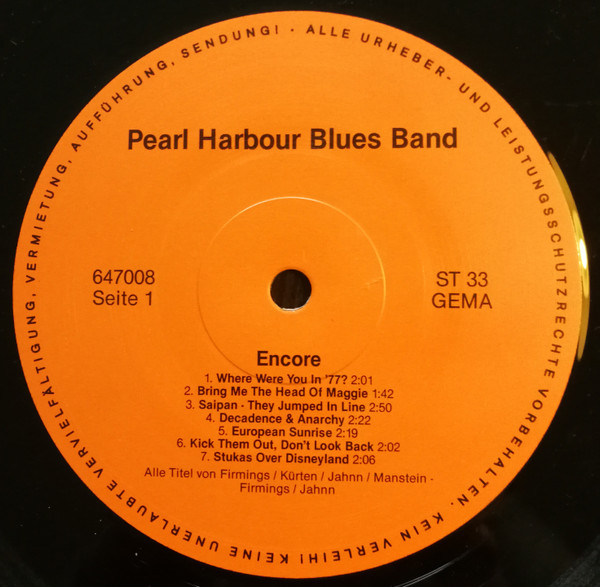 ALLE URHEBER- UND LEISTUNGSSCHUTZRECHTE VORBEHALTEN. KEIN VERLEIH! KEINE UNERLAUBTE VERVIELFÄLTIGUNG, VERMIETUNG, AUFFÜHRUNG, SENDUNG! ·
Pearl Harbour Blues Band
647008
Seite 1
ST 33
GEMA
Encore
1. Where Were You In '77? 2:01
2. Bring Me The Head Of Maggie 1:42
3. Saipan - They Jumped In Line 2:50
4. Decadence & Anarchy 2:22
5. European Sunrise 2:19
6. Kick Them Out, Don't Look Back 2:02
7. Stukas Over Disneyland 2:06
Alle Titel von Firmings / Kürten / Jahnn / Manstein -
Firmings / Jahnn